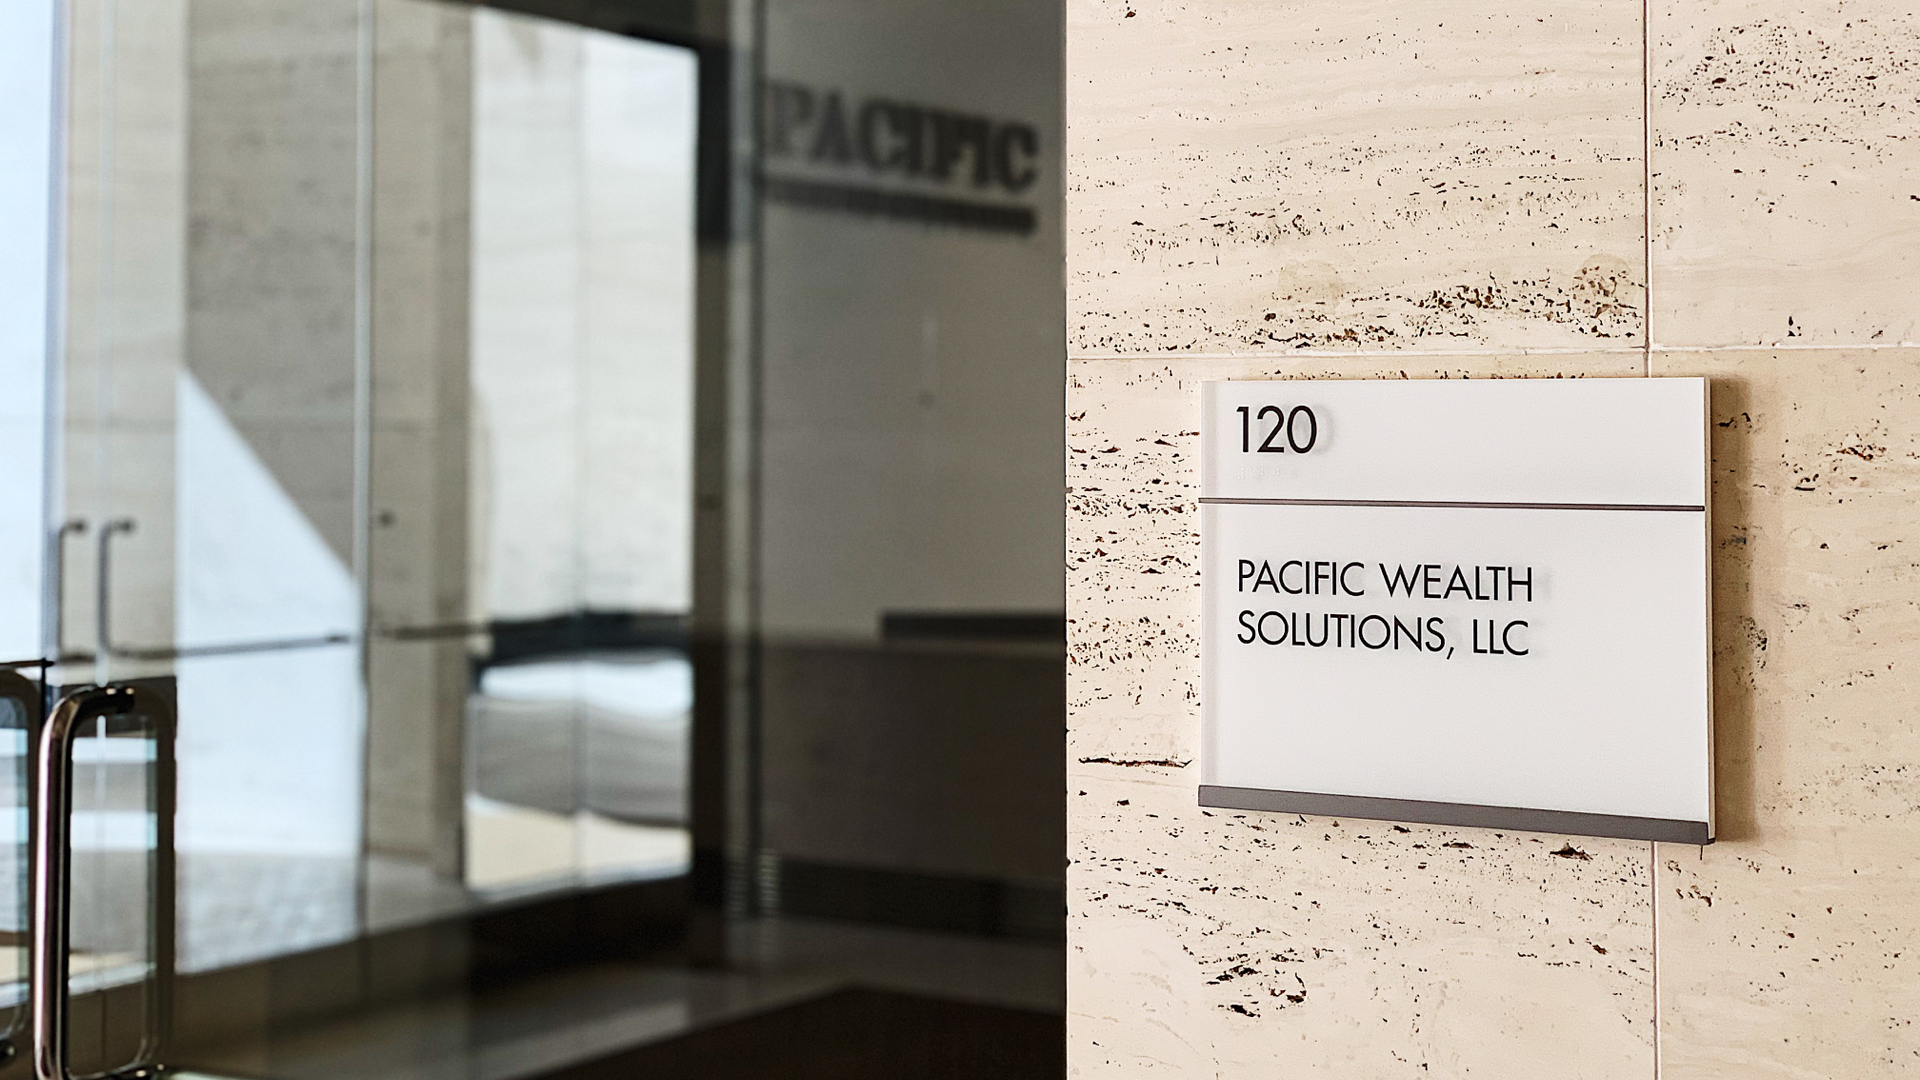 PACIFIC
120
PACIFIC WEALTH
SOLUTIONS, LLC